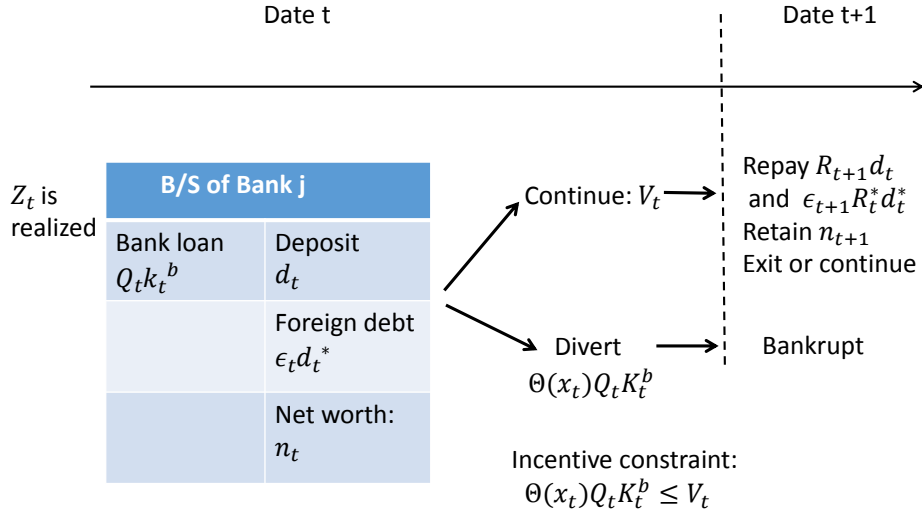 Date t
Date t+1
Z_t is
realized
B/S of Bank j
Bank loan
Q_t k_t^b
Deposit
d_t
Foreign debt
ϵ_t d_t^*
Net worth:
n_t
Continue: V_t
Divert
Θ(x_t)Q_t K_t^b
Repay R_{t+1} d_t
and ϵ_{t+1} R_t^* d_t^*
Retain n_{t+1}
Exit or continue
Bankrupt
Incentive constraint:
Θ(x_t)Q_t K_t^b ≤ V_t